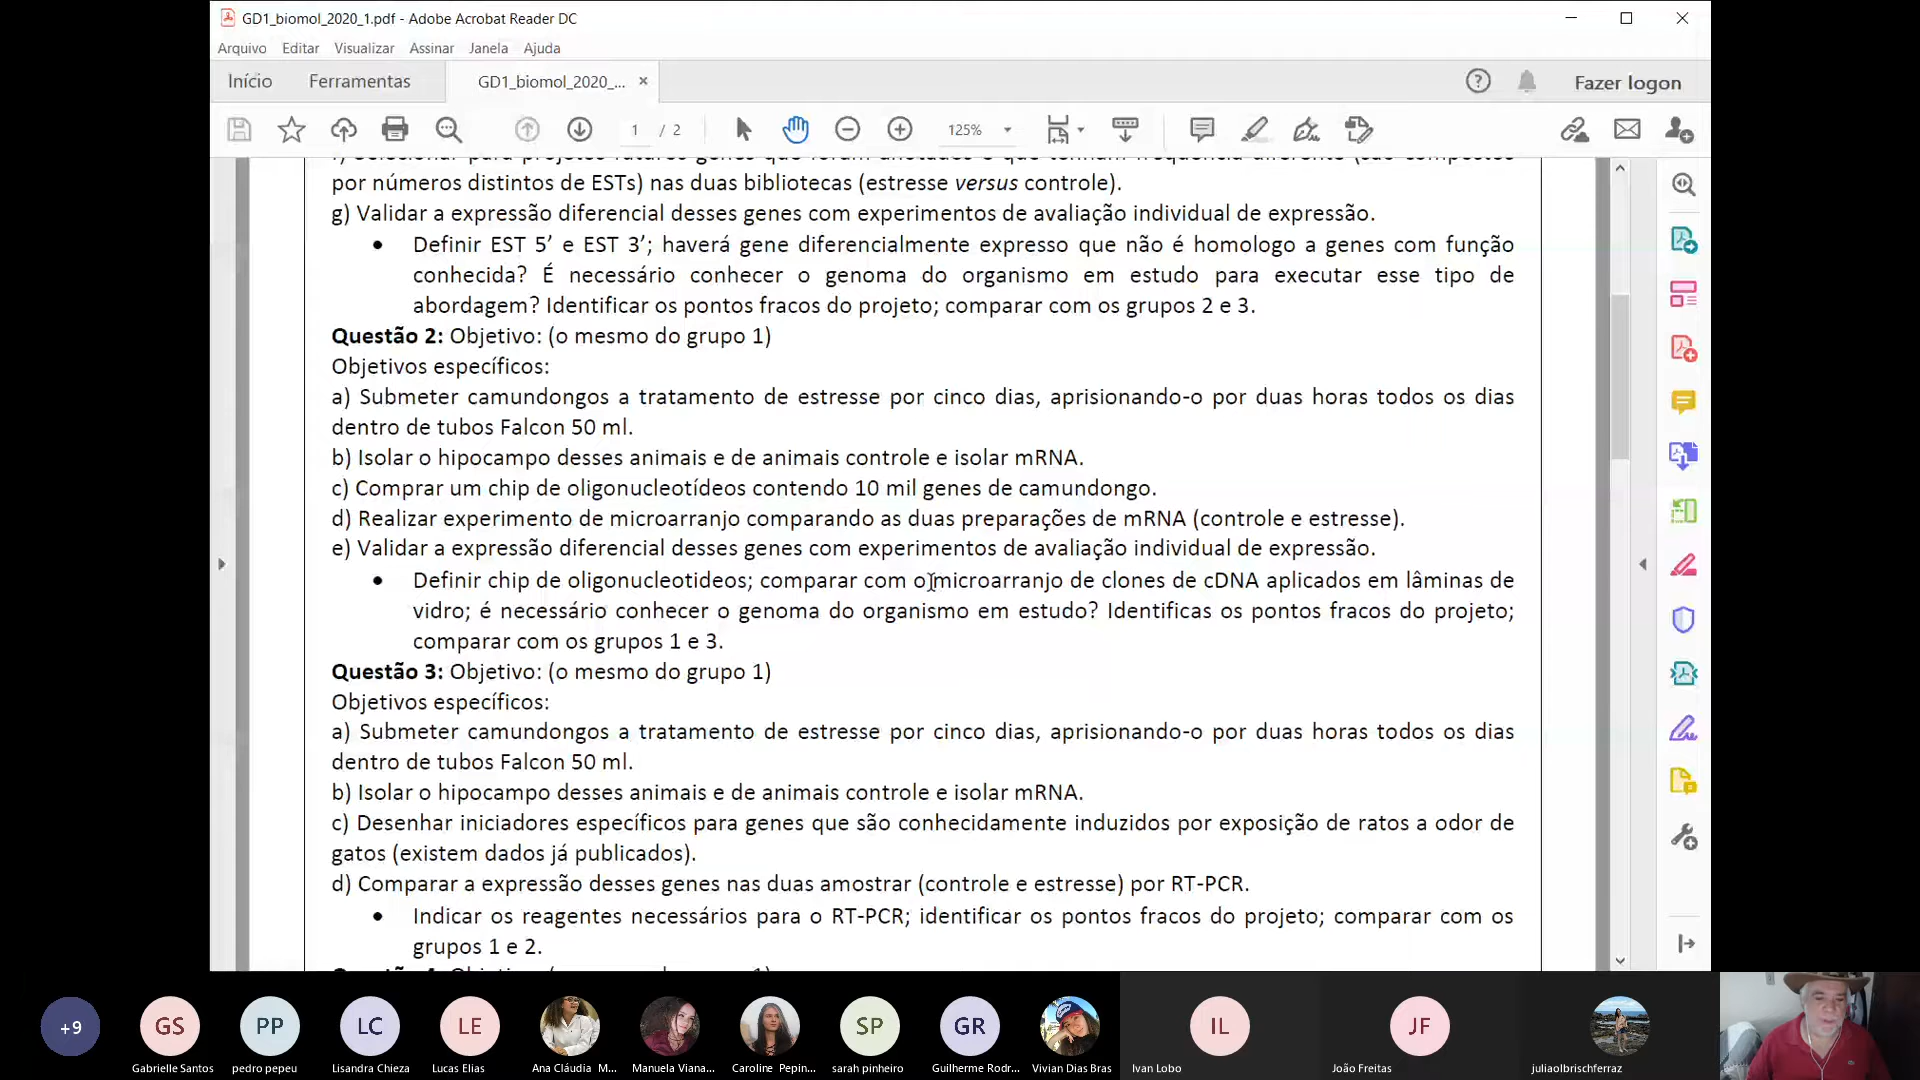 GD1_biomol_2020_1.pdf - Adobe Acrobat Reader DC
Arquivo Editar Visualizar Assinar Janela Ajuda
Início Ferramentas GD1_biomol_2020_... × Fazer logon
1 / 2 125%
f) Selecionar para projetos futuros genes que foram anotados e que tenham frequência diferente (são compostos
por números distintos de ESTs) nas duas bibliotecas (estresse versus controle).
g) Validar a expressão diferencial desses genes com experimentos de avaliação individual de expressão.
• Definir EST 5’ e EST 3’; haverá gene diferencialmente expresso que não é homologo a genes com função
conhecida? É necessário conhecer o genoma do organismo em estudo para executar esse tipo de
abordagem? Identificar os pontos fracos do projeto; comparar com os grupos 2 e 3.
Questão 2: Objetivo: (o mesmo do grupo 1)
Objetivos específicos:
a) Submeter camundongos a tratamento de estresse por cinco dias, aprisionando-o por duas horas todos os dias
dentro de tubos Falcon 50 ml.
b) Isolar o hipocampo desses animais e de animais controle e isolar mRNA.
c) Comprar um chip de oligonucleotídeos contendo 10 mil genes de camundongo.
d) Realizar experimento de microarranjo comparando as duas preparações de mRNA (controle e estresse).
e) Validar a expressão diferencial desses genes com experimentos de avaliação individual de expressão.
• Definir chip de oligonucleotideos; comparar com o microarranjo de clones de cDNA aplicados em lâminas de
vidro; é necessário conhecer o genoma do organismo em estudo? Identificas os pontos fracos do projeto;
comparar com os grupos 1 e 3.
Questão 3: Objetivo: (o mesmo do grupo 1)
Objetivos específicos:
a) Submeter camundongos a tratamento de estresse por cinco dias, aprisionando-o por duas horas todos os dias
dentro de tubos Falcon 50 ml.
b) Isolar o hipocampo desses animais e de animais controle e isolar mRNA.
c) Desenhar iniciadores específicos para genes que são conhecidamente induzidos por exposição de ratos a odor de
gatos (existem dados já publicados).
d) Comparar a expressão desses genes nas duas amostrar (controle e estresse) por RT-PCR.
• Indicar os reagentes necessários para o RT-PCR; identificar os pontos fracos do projeto; comparar com os
grupos 1 e 2.
+9 GS PP LC LE SP GR IL JF
Gabrielle Santos pedro pepeu Lisandra Chieza Lucas Elias Ana Cláudia M... Manuela Viana... Caroline Pepin... sarah pinheiro Guilherme Rodr... Vivian Dias Bras Ivan Lobo João Freitas juliaolbrischferraz